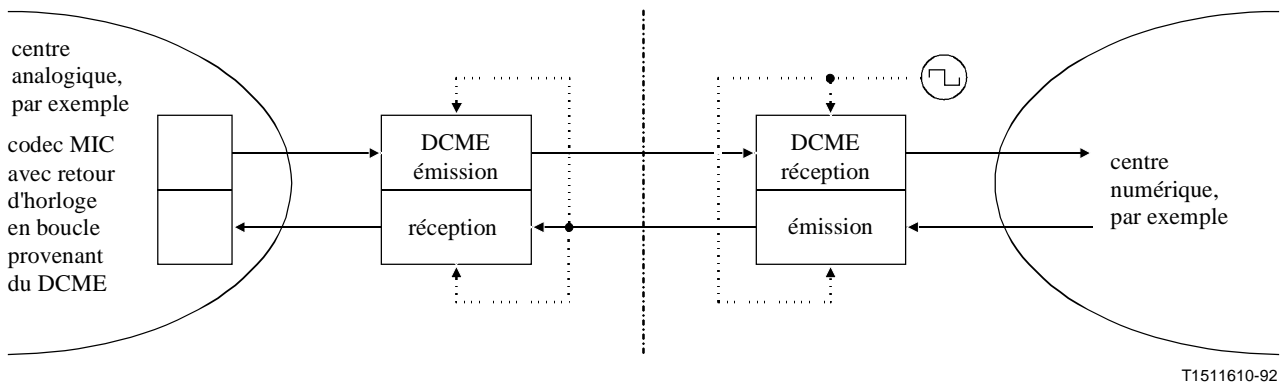 centre
analogique,
par exemple
codec MIC
avec retour
d'horloge
en boucle
provenant
du DCME
DCME
émission
réception
DCME
réception
émission
centre
numérique,
par exemple
T1511610-92